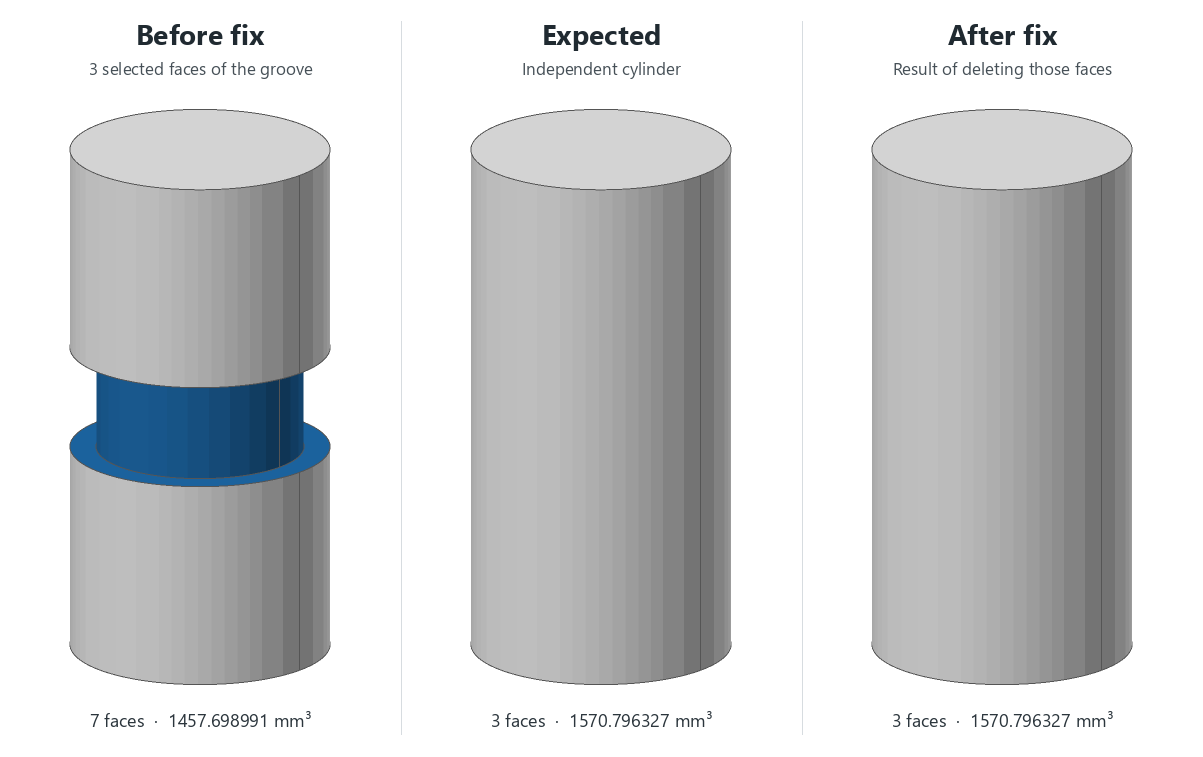 Before fix
3 selected faces of the groove
7 faces · 1457.698991 mm³
Expected
Independent cylinder
3 faces · 1570.796327 mm³
After fix
Result of deleting those faces
3 faces · 1570.796327 mm³